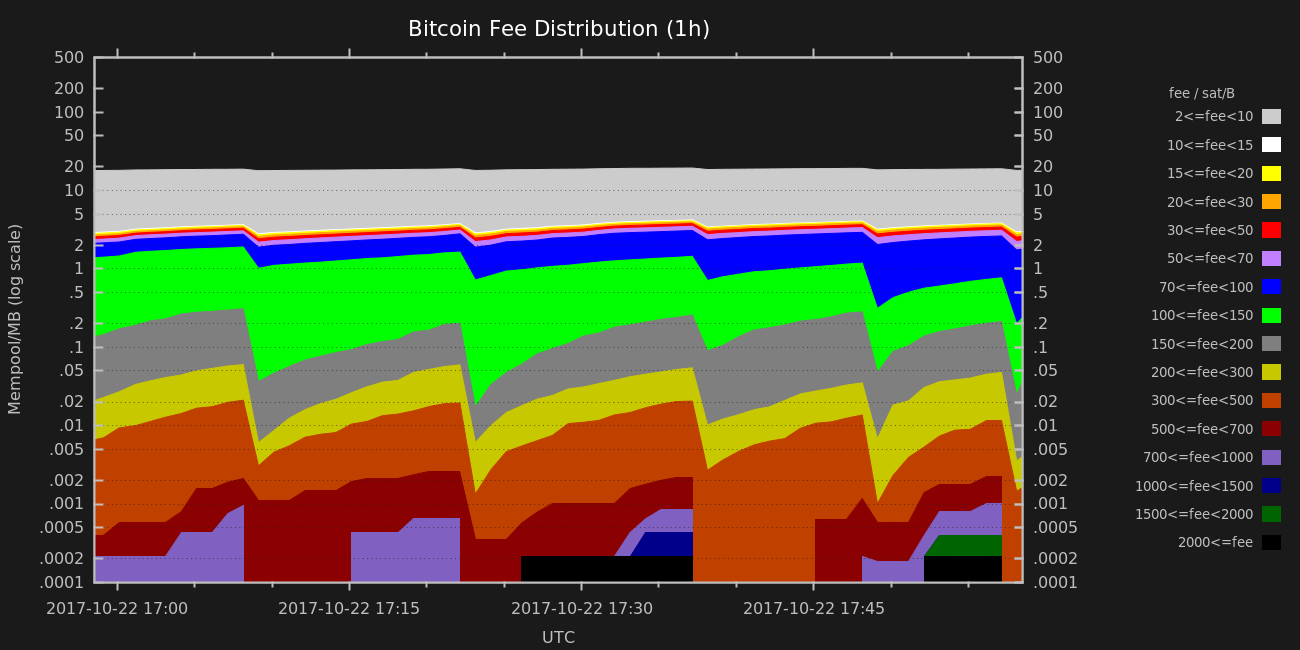 Bitcoin Fee Distribution (1h)
500 500
200 200
100 100
50 50
20 20
10 10
5 5
2 2
1 1
.5 .5
.2 .2
.1 .1
.05 .05
.02 .02
.01 .01
.005 .005
.002 .002
.001 .001
.0005 .0005
.0002 .0002
.0001 .0001
Mempool/MB (log scale)
2017-10-22 17:00 2017-10-22 17:15 2017-10-22 17:30 2017-10-22 17:45
UTC
fee / sat/B
2<=fee<10
10<=fee<15
15<=fee<20
20<=fee<30
30<=fee<50
50<=fee<70
70<=fee<100
100<=fee<150
150<=fee<200
200<=fee<300
300<=fee<500
500<=fee<700
700<=fee<1000
1000<=fee<1500
1500<=fee<2000
2000<=fee